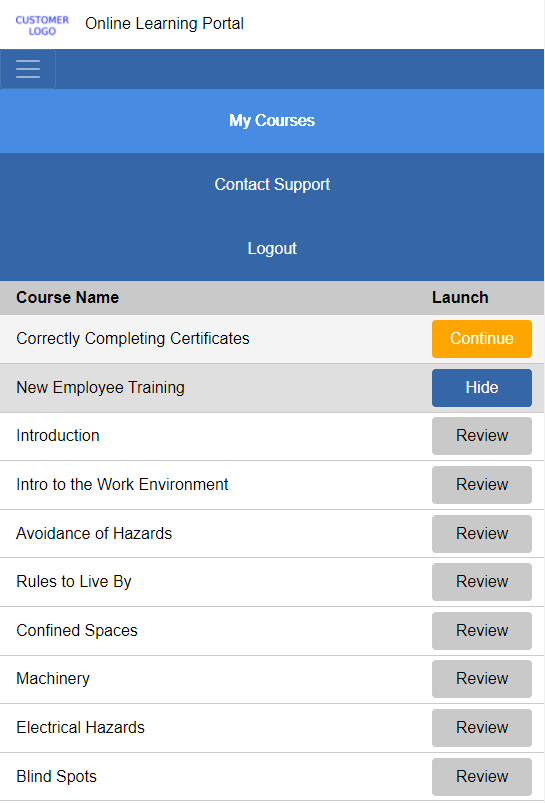 CUSTOMER
LOGO
Online Learning Portal
My Courses
Contact Support
Logout
Course Name Launch
Correctly Completing Certificates Continue
New Employee Training Hide
Introduction Review
Intro to the Work Environment Review
Avoidance of Hazards Review
Rules to Live By Review
Confined Spaces Review
Machinery Review
Electrical Hazards Review
Blind Spots Review